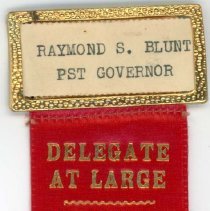 RAYMOND S. BLUNT
PST GOVERNOR
DELEGATE
AT LARGE